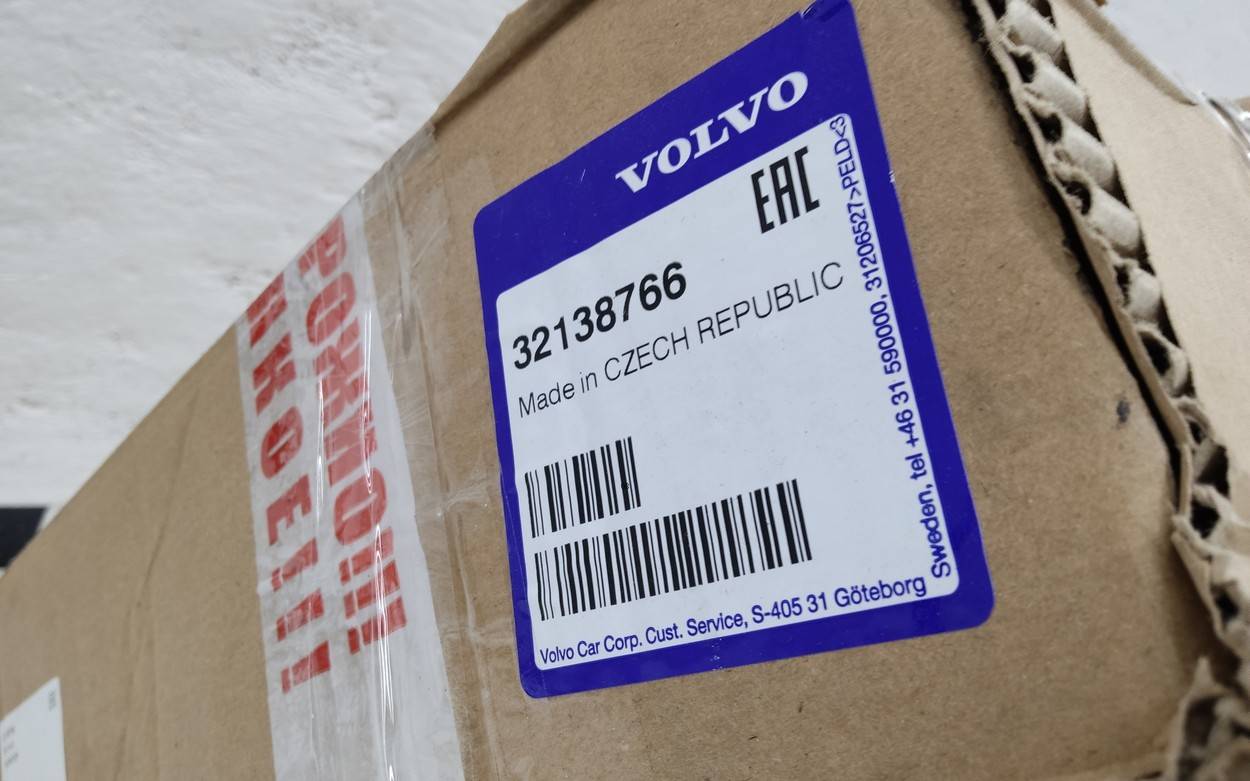 VOLVO
EAC
32138766
Made in CZECH REPUBLIC
Volvo Car Corp. Cust. Service, S-405 31 Göteborg
Sweden, tel +46 31 590000, 31206527 >PELD<3